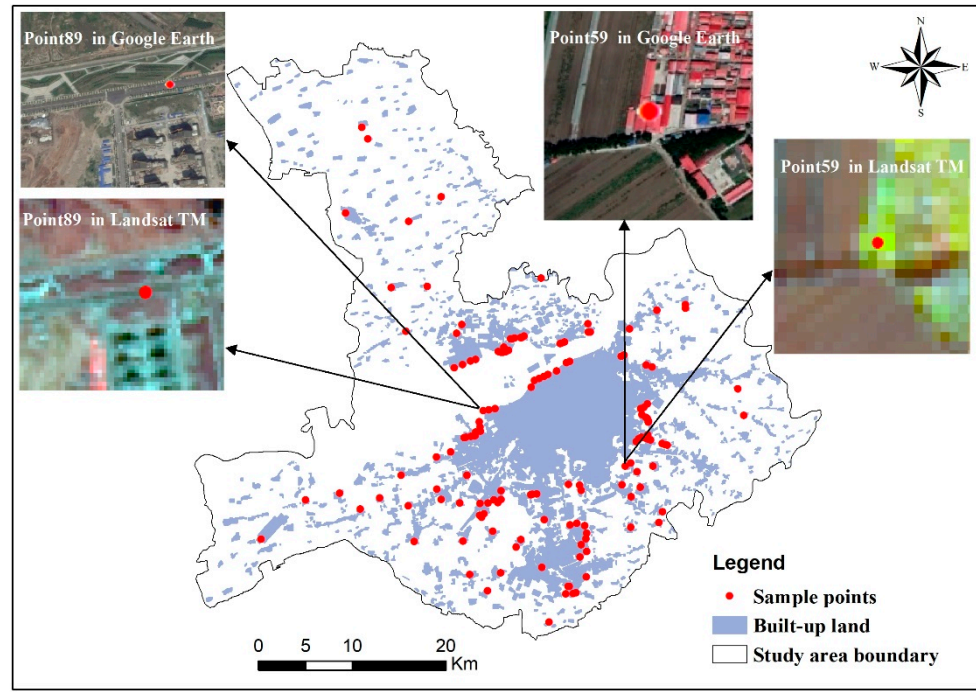 Point89 in Google Earth
Point59 in Google Earth
N
W E
S
Point59 in Landsat TM
Point89 in Landsat TM
Legend
Sample points
Built-up land
Study area boundary
0 5 10 20
Km